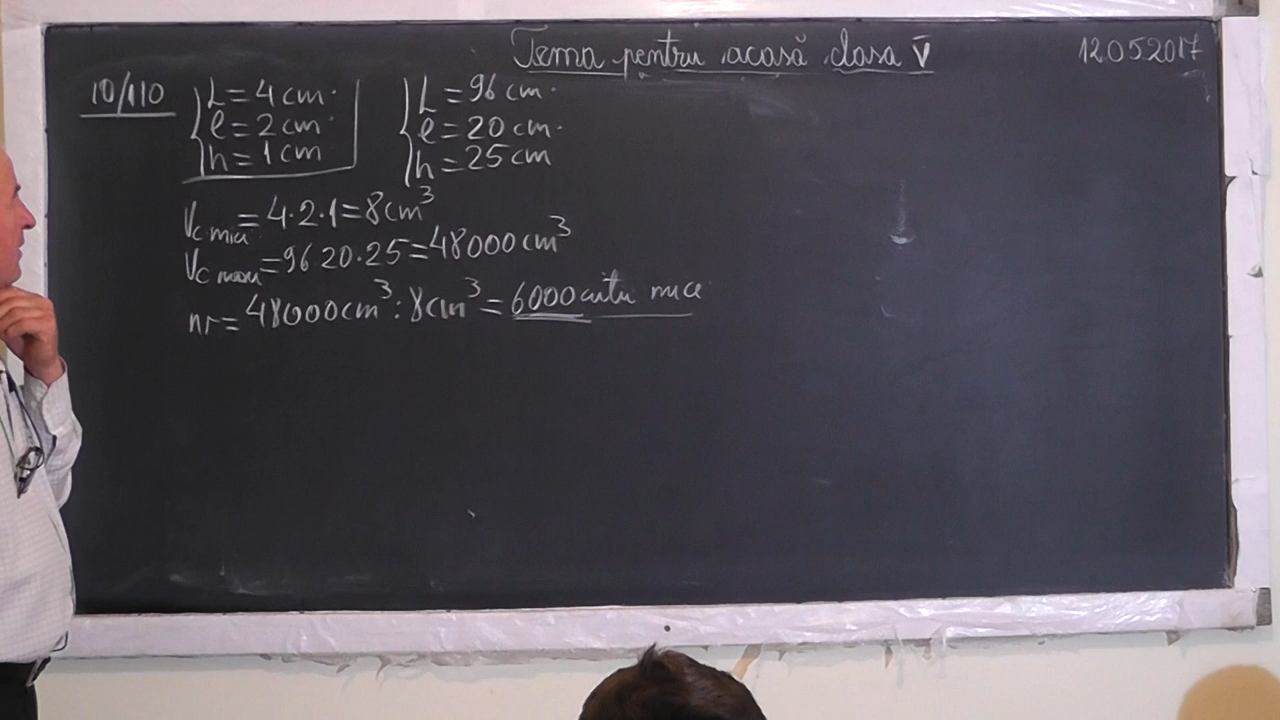 Tema pentru acasă clasa V̄ 12.05.2017
10/110 L = 4 cm L = 96 cm
l = 2 cm l = 20 cm
h = 1 cm h = 25 cm
Vc mic = 4·2·1 = 8 cm³
Vc mare = 96 20·25 = 48000 cm³
nr = 48000 cm³ : 8 cm³ = 6000 cutii mici